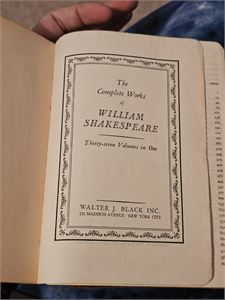 The
Complete Works
of
WILLIAM
SHAKESPEARE
Thirty-seven Volumes in One
WALTER J. BLACK INC.
171 MADISON AVENUE NEW YORK CITY